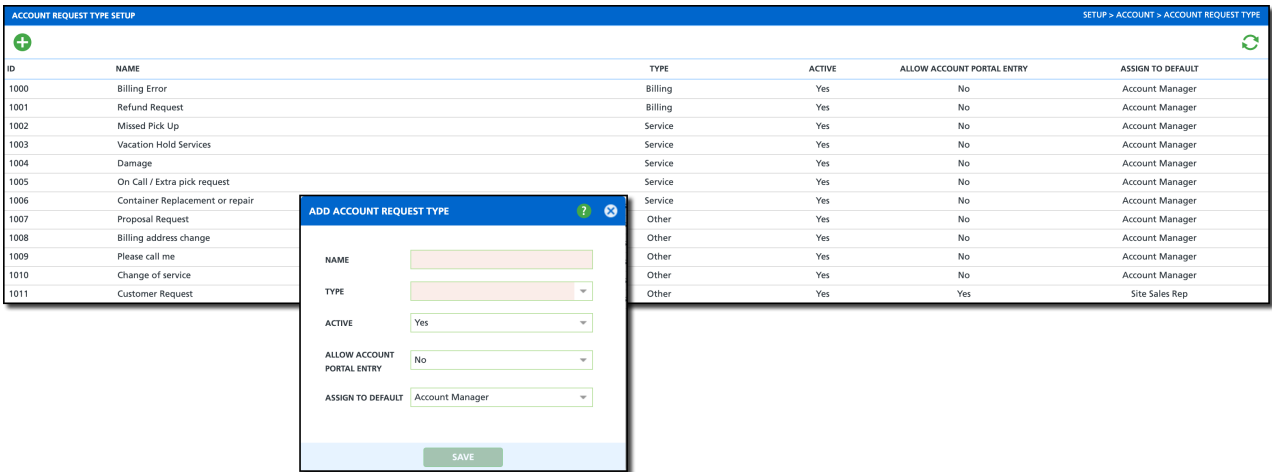 ACCOUNT REQUEST TYPE SETUP SETUP > ACCOUNT > ACCOUNT REQUEST TYPE
ID NAME TYPE ACTIVE ALLOW ACCOUNT PORTAL ENTRY ASSIGN TO DEFAULT
1000 Billing Error Billing Yes No Account Manager
1001 Refund Request Billing Yes No Account Manager
1002 Missed Pick Up Service Yes No Account Manager
1003 Vacation Hold Services Service Yes No Account Manager
1004 Damage Service Yes No Account Manager
1005 On Call / Extra pick request Service Yes No Account Manager
1006 Container Replacement or repair Service Yes No Account Manager
1007 Proposal Request Other Yes No Account Manager
1008 Billing address change Other Yes No Account Manager
1009 Please call me Other Yes No Account Manager
1010 Change of service Other Yes No Account Manager
1011 Customer Request Other Yes Yes Site Sales Rep
ADD ACCOUNT REQUEST TYPE ?
NAME
TYPE
ACTIVE Yes
ALLOW ACCOUNT
PORTAL ENTRY No
ASSIGN TO DEFAULT Account Manager
SAVE